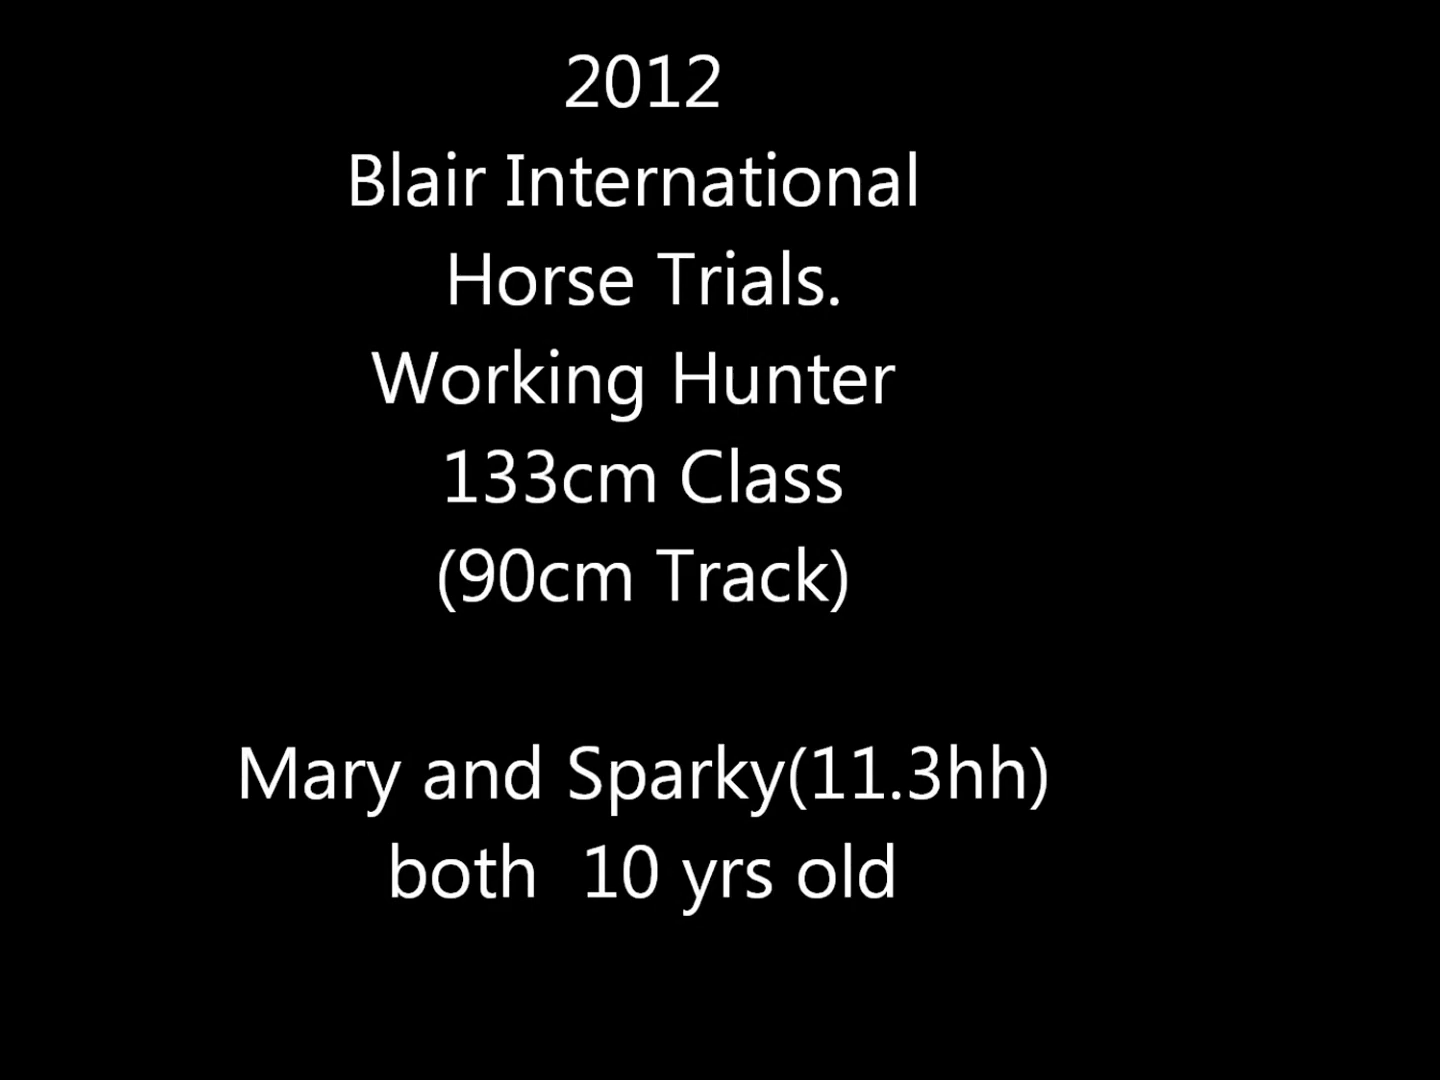 2012
Blair International
Horse Trials.
Working Hunter
133cm Class
(90cm Track)
Mary and Sparky(11.3hh)
both  10 yrs old